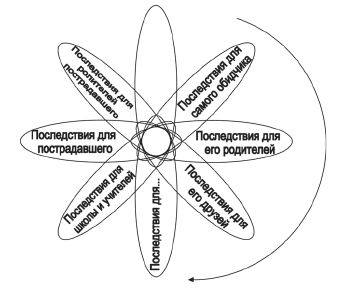 Последствия для
самого обидчика
Последствия для
его родителей
Последствия для
его друзей
Последствия для...
Последствия для
школы и учителей
Последствия для
пострадавшего
Последствия для
родителей
пострадавшего